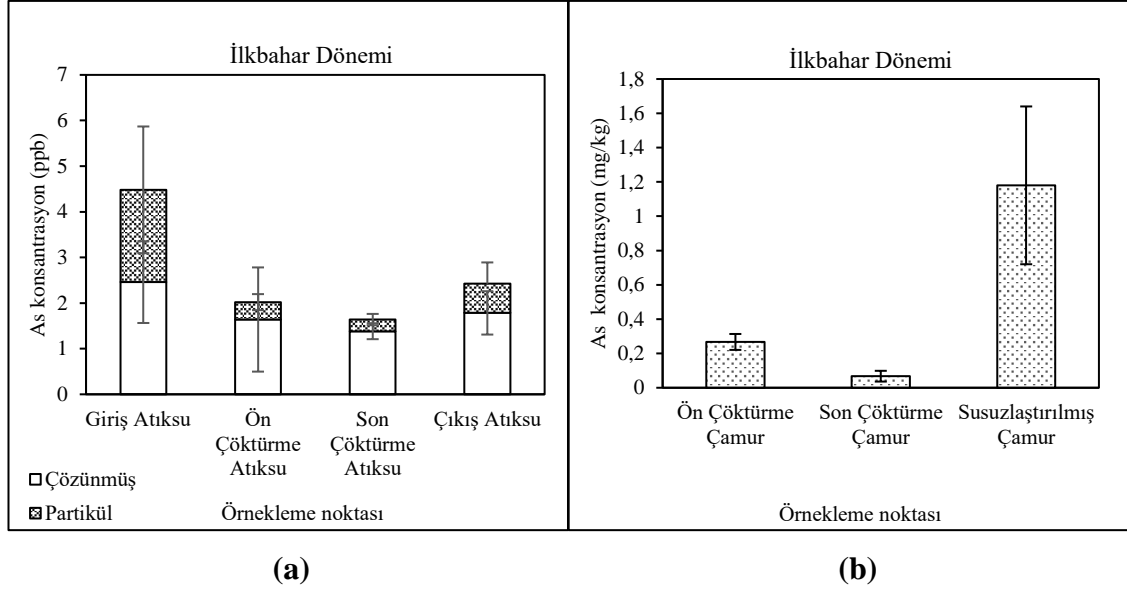 İlkbahar Dönemi
7
6
5
4
3
2
1
0
As konsantrasyon (ppb)
Giriş Atıksu
Ön
Çöktürme
Atıksu
Son
Çöktürme
Atıksu
Çıkış Atıksu
Çözünmüş
Partikül
Örnekleme noktası
(a)
İlkbahar Dönemi
1,8
1,6
1,4
1,2
1
0,8
0,6
0,4
0,2
0
As konsantrasyon (mg/kg)
Ön Çöktürme
Çamur
Son Çöktürme
Çamur
Susuzlaştırılmış
Çamur
Örnekleme noktası
(b)